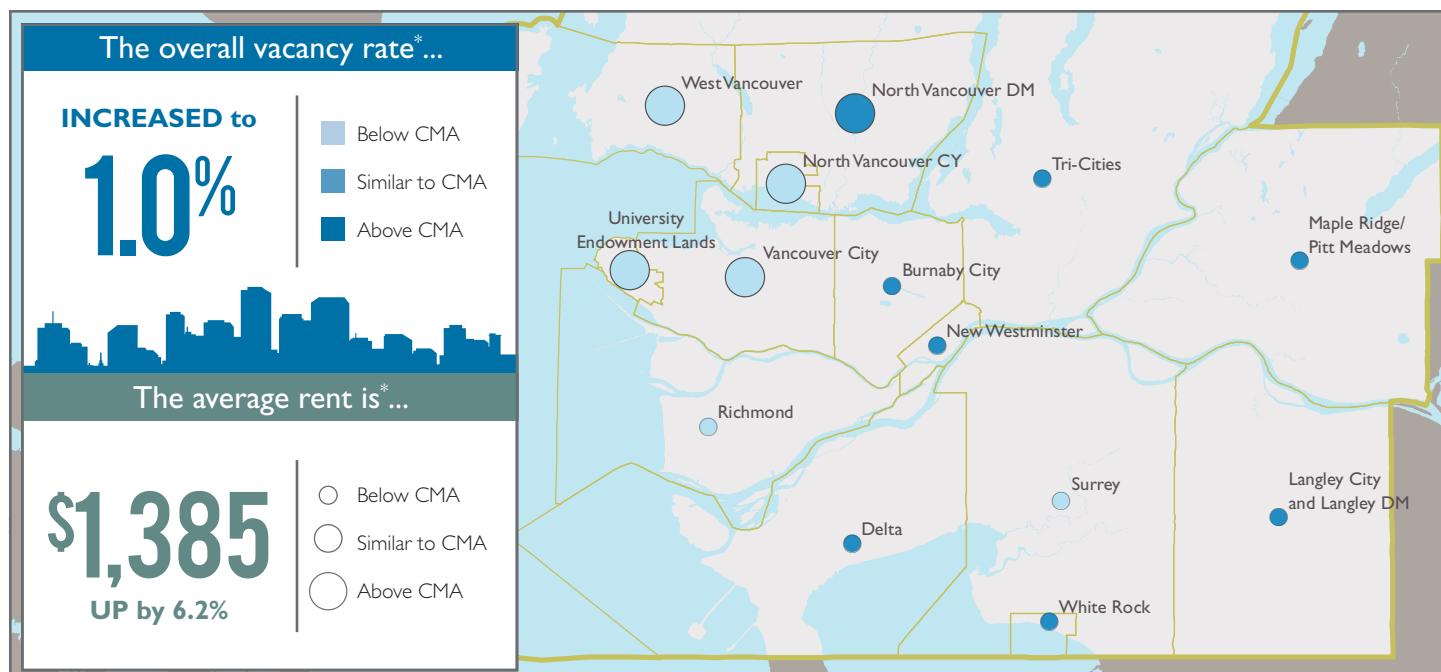 The overall vacancy rate*...
INCREASED to
1.0%
Below CMA
Similar to CMA
Above CMA
The average rent is*...
$1,385
UP by 6.2%
Below CMA
Similar to CMA
Above CMA
West Vancouver
North Vancouver DM
North Vancouver CY
Tri-Cities
University
Endowment Lands
Vancouver City
Burnaby City
Maple Ridge/
Pitt Meadows
New Westminster
Richmond
Surrey
Langley City
and Langley DM
Delta
White Rock